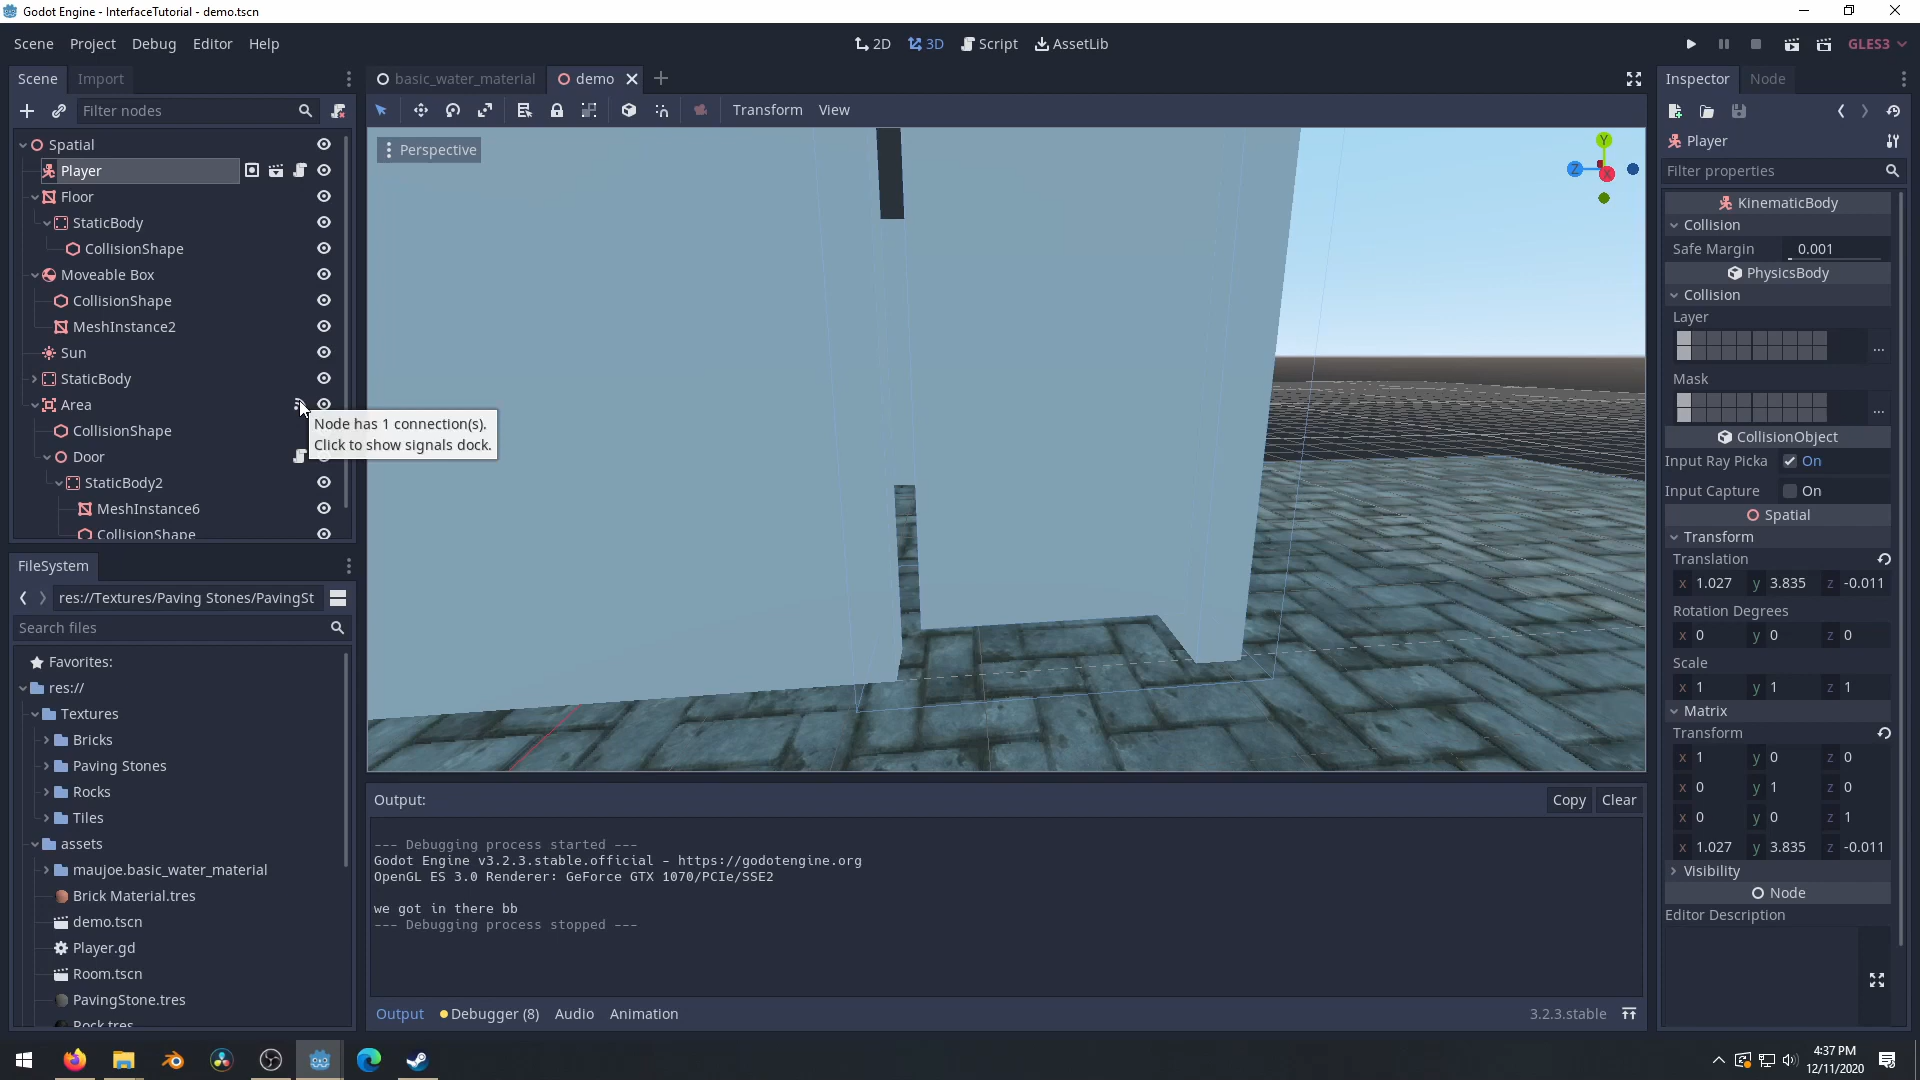 Godot Engine - InterfaceTutorial - demo.tscn
Scene Project Debug Editor Help
2D 3D Script AssetLib
GLES3
Scene Import
basic_water_material
demo
Inspector Node
Filter nodes
Transform View
Perspective
Spatial
Player
Floor
StaticBody
CollisionShape
Moveable Box
CollisionShape
MeshInstance2
Sun
StaticBody
Area
CollisionShape
Door
StaticBody2
MeshInstance6
CollisionShape
Node has 1 connection(s).
Click to show signals dock.
Y
Z
X
FileSystem
res://Textures/Paving Stones/PavingSt
Search files
Favorites:
res://
Textures
Bricks
Paving Stones
Rocks
Tiles
assets
maujoe.basic_water_material
Brick Material.tres
demo.tscn
Player.gd
Room.tscn
PavingStone.tres
Rock.tres
Output:
Copy Clear
--- Debugging process started ---
Godot Engine v3.2.3.stable.official - https://godotengine.org
OpenGL ES 3.0 Renderer: GeForce GTX 1070/PCIe/SSE2
we got in there bb
--- Debugging process stopped ---
Output Debugger (8) Audio Animation
3.2.3.stable
Player
Filter properties
KinematicBody
Collision
Safe Margin 0.001
PhysicsBody
Collision
Layer
...
Mask
...
CollisionObject
Input Ray Picka On
Input Capture On
Spatial
Transform
Translation
x 1.027 y 3.835 z -0.011
Rotation Degrees
x 0 y 0 z 0
Scale
x 1 y 1 z 1
Matrix
Transform
x 1 y 0 z 0
x 0 y 1 z 0
x 0 y 0 z 1
x 1.027 y 3.835 z -0.011
Visibility
Node
Editor Description
4:37 PM
12/11/2020